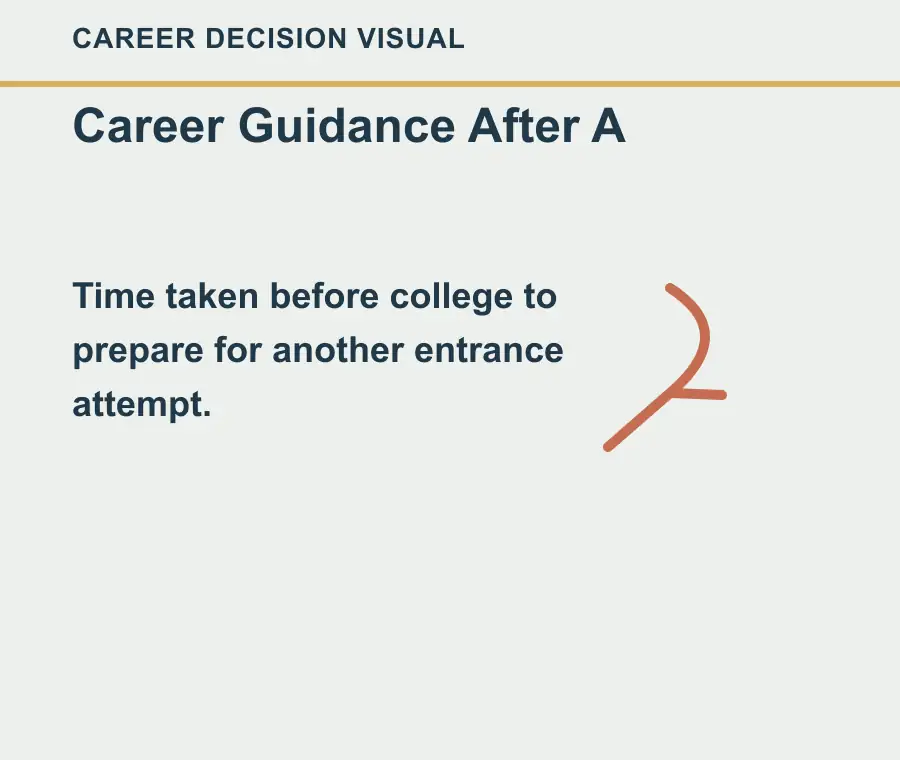 CAREER DECISION VISUAL
Career Guidance After A
Time taken before college to
prepare for another entrance
attempt.